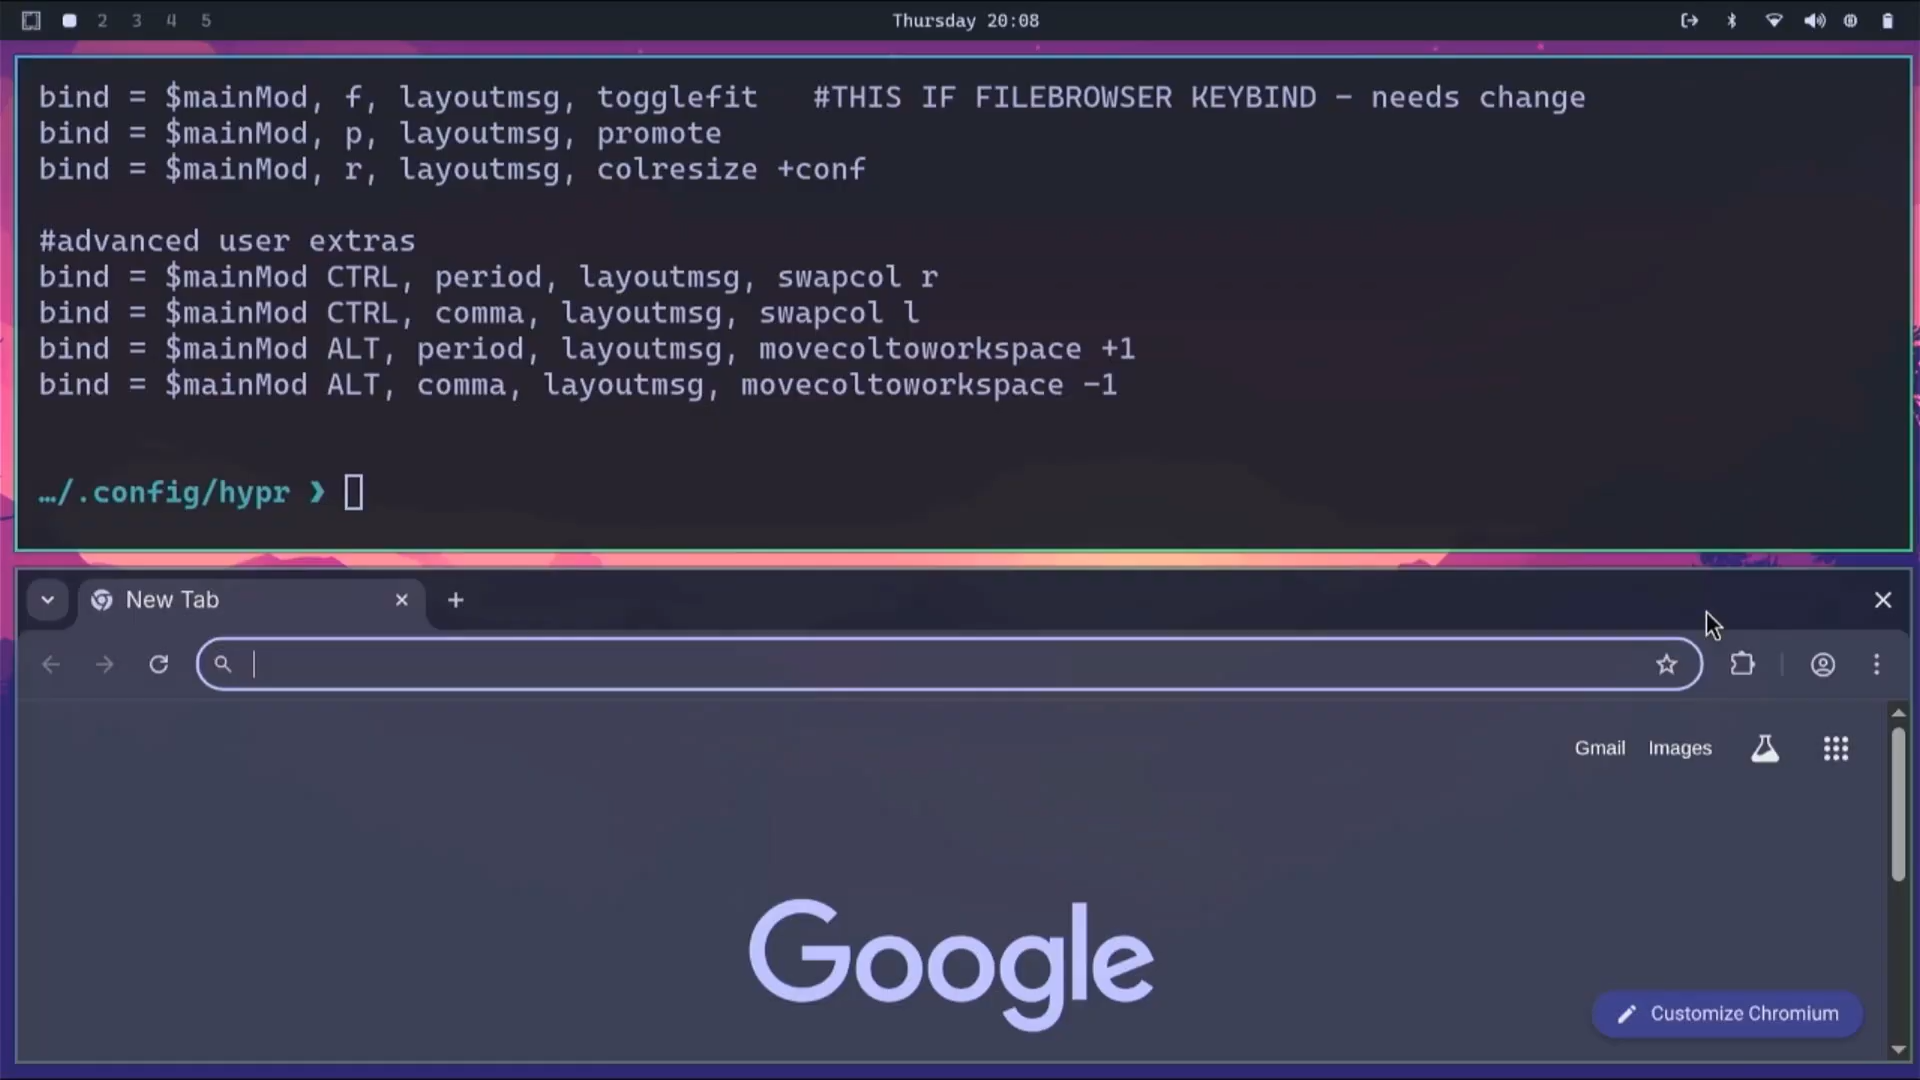 2 3 4 5 Thursday 20:08
bind = $mainMod, f, layoutmsg, togglefit   #THIS IF FILEBROWSER KEYBIND - needs change
bind = $mainMod, p, layoutmsg, promote
bind = $mainMod, r, layoutmsg, colresize +conf
#advanced user extras
bind = $mainMod CTRL, period, layoutmsg, swapcol r
bind = $mainMod CTRL, comma, layoutmsg, swapcol l
bind = $mainMod ALT, period, layoutmsg, movecoltoworkspace +1
bind = $mainMod ALT, comma, layoutmsg, movecoltoworkspace -1
…/.config/hypr ❯
New Tab
Gmail Images
Google
Customize Chromium